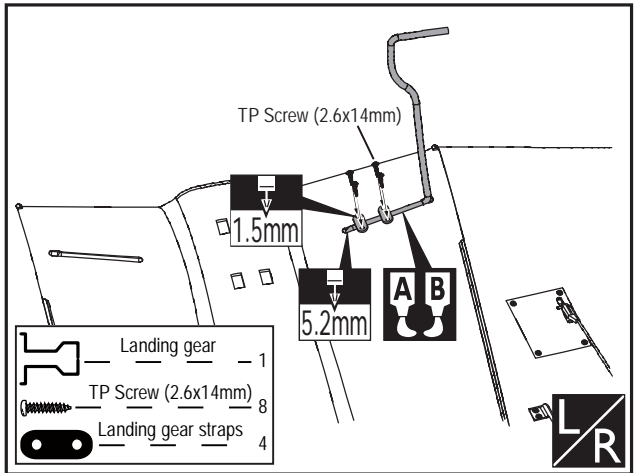 TP Screw (2.6x14mm)
1.5mm
5.2mm
A B
Landing gear 1
TP Screw (2.6x14mm) 8
Landing gear straps 4
L/R